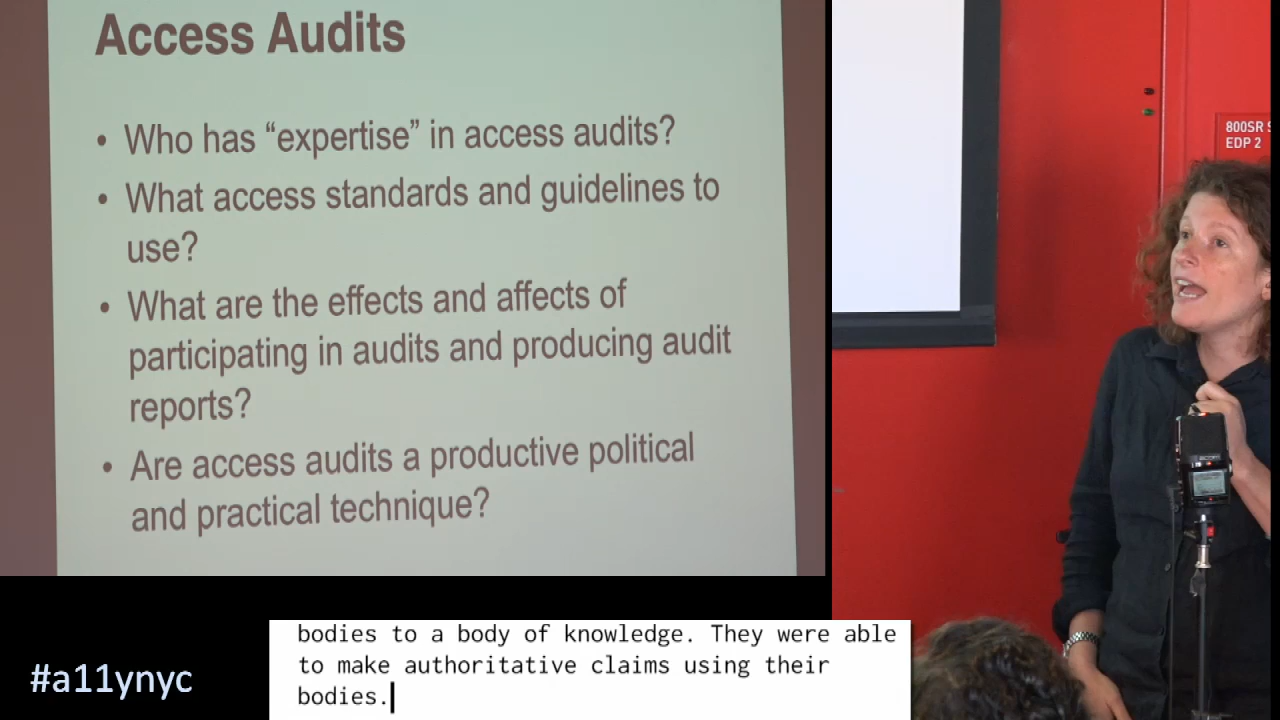 Access Audits
• Who has “expertise” in access audits?
• What access standards and guidelines to
use?
• What are the effects and affects of
participating in audits and producing audit
reports?
• Are access audits a productive political
and practical technique?
800SR
EDP 2
#a11ynyc
bodies to a body of knowledge. They were able
to make authoritative claims using their
bodies.